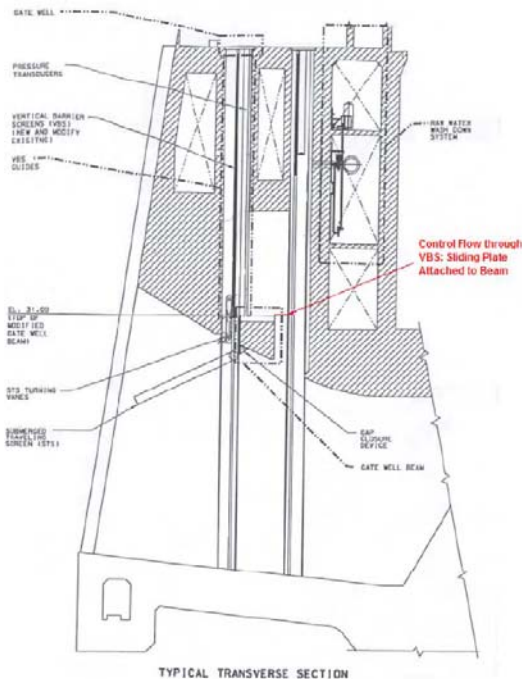 GATE WELL
PRESSURE
TRANSDUCERS
VERTICAL BARRIER
SCREENS (VBS)
(NEW AND MODIFY
EXISTING)
VBS
GUIDES
RAW WATER
WASH DOWN
SYSTEM
Control Flow through
VBS: Sliding Plate
Attached to Beam
EL. 31.00
(TOP OF
MODIFIED
GATE WELL
BEAM)
STS TURNING
VANES
SUBMERGED
TRAVELING
SCREEN (STS)
GAP
CLOSURE
DEVICE
GATE WELL BEAM
TYPICAL TRANSVERSE SECTION